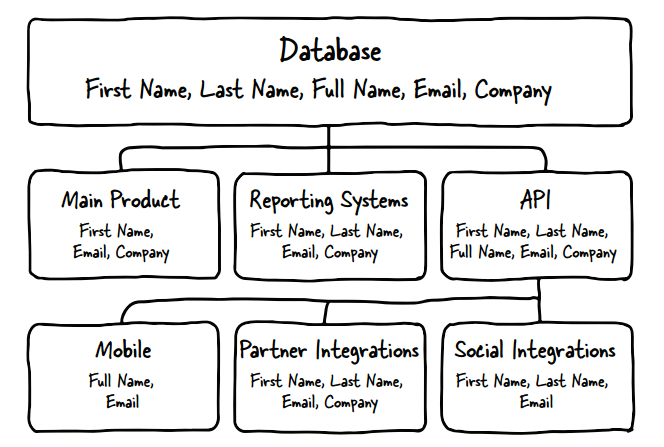 Database
First Name, Last Name, Full Name, Email, Company
Main Product
First Name,
Email, Company
Reporting Systems
First Name, Last Name,
Email, Company
API
First Name, Last Name,
Full Name, Email, Company
Mobile
Full Name,
Email
Partner Integrations
First Name, Last Name,
Email, Company
Social Integrations
First Name, Last Name,
Email